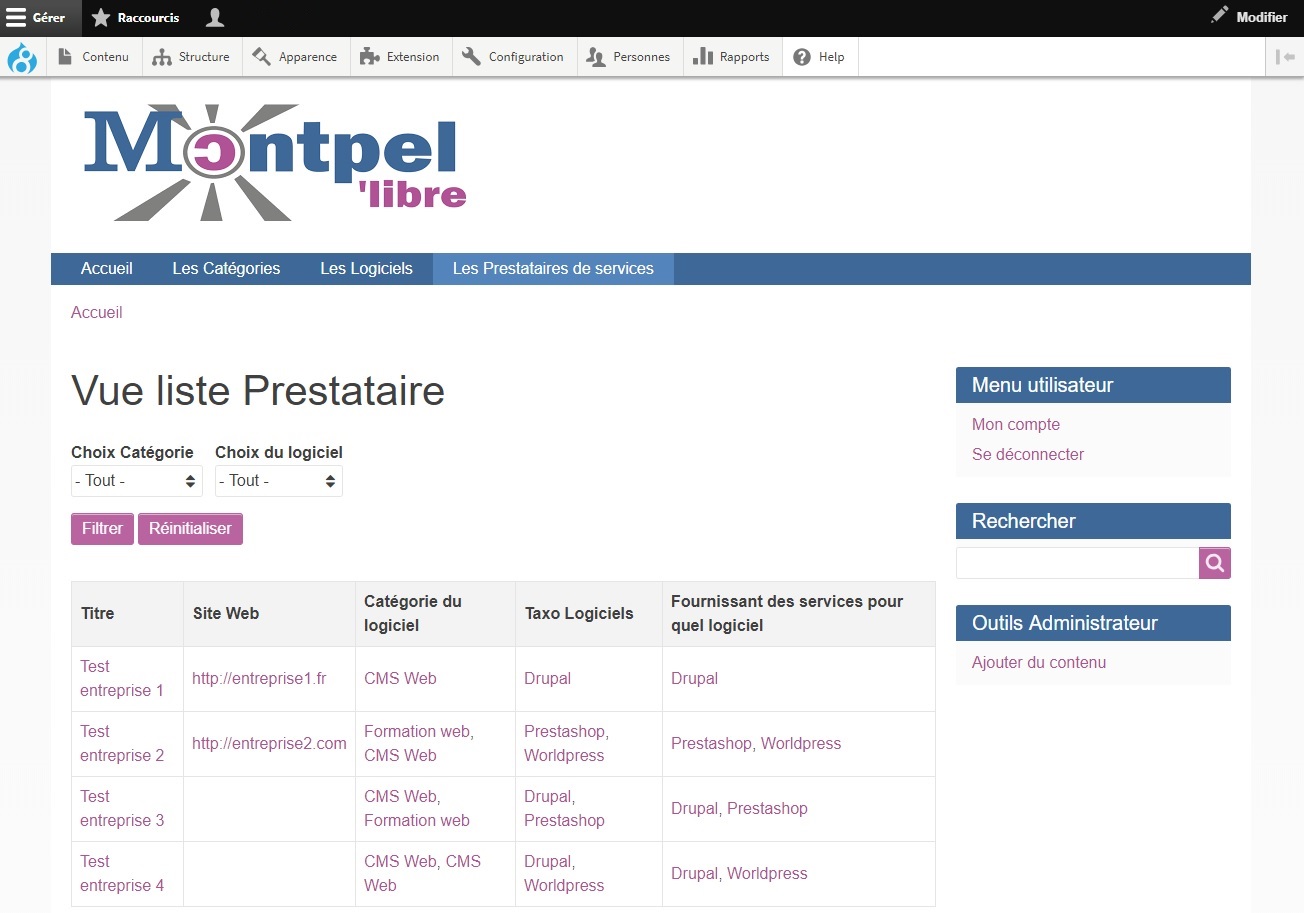 Gérer Raccourcis Modifier
Contenu Structure Apparence Extension Configuration Personnes Rapports Help
Montpel
'libre
Accueil Les Catégories Les Logiciels Les Prestataires de services
Accueil
Vue liste Prestataire
Choix Catégorie Choix du logiciel
- Tout - - Tout -
Filtrer Réinitialiser
Titre Site Web Catégorie du logiciel Taxo Logiciels Fournissant des services pour quel logiciel
Test entreprise 1 http://entreprise1.fr CMS Web Drupal Drupal
Test entreprise 2 http://entreprise2.com Formation web, CMS Web Prestashop, Worldpress Prestashop, Worldpress
Test entreprise 3 CMS Web, Formation web Drupal, Prestashop Drupal, Prestashop
Test entreprise 4 CMS Web, CMS Web Drupal, Worldpress Drupal, Worldpress
Menu utilisateur
Mon compte
Se déconnecter
Rechercher
Outils Administrateur
Ajouter du contenu